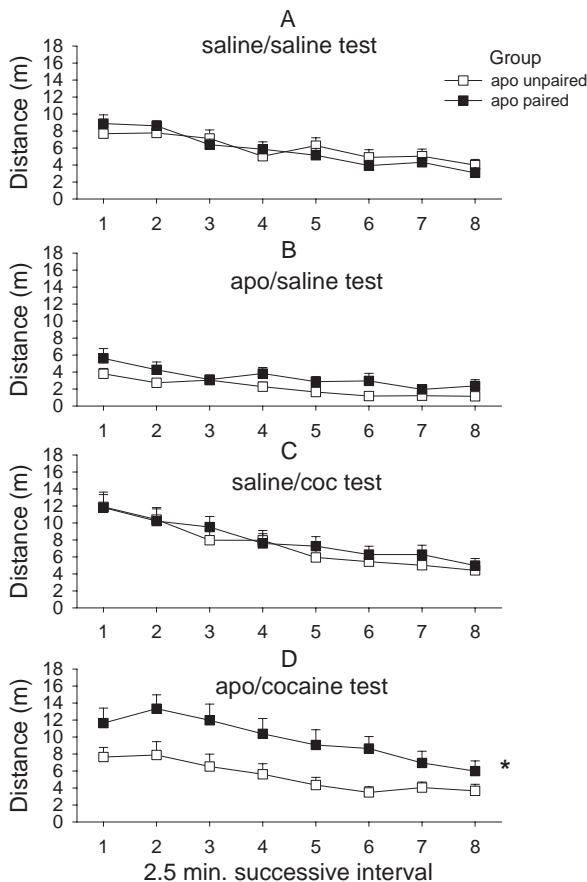 A
saline/saline test
Group
apo unpaired
apo paired
Distance (m)
18
16
14
12
10
8
6
4
2
0
1 2 3 4 5 6 7 8
B
apo/saline test
Distance (m)
18
16
14
12
10
8
6
4
2
0
1 2 3 4 5 6 7 8
C
saline/coc test
Distance (m)
18
16
14
12
10
8
6
4
2
0
1 2 3 4 5 6 7 8
D
apo/cocaine test
Distance (m)
18
16
14
12
10
8
6
4
2
0
*
1 2 3 4 5 6 7 8
2.5 min. successive interval